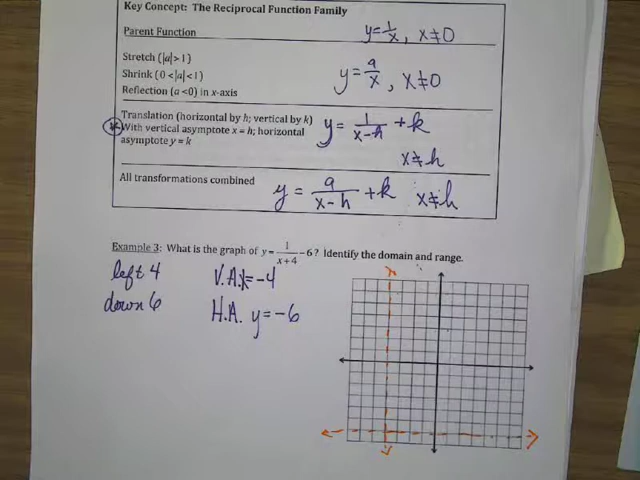 Key Concept: The Reciprocal Function Family
Parent Function y = 1/x, x ≠ 0
Stretch (|a| > 1)
Shrink (0 < |a| < 1) y = a/x, x ≠ 0
Reflection (a < 0) in x-axis
Translation (horizontal by h; vertical by k) y = 1/(x-h) + k
With vertical asymptote x = h; horizontal
asymptote y = k x ≠ h
All transformations combined y = a/(x-h) + k x ≠ h
Example 3: What is the graph of y = 1/(x+4) - 6? Identify the domain and range.
left 4 V.A. x = -4
down 6 H.A. y = -6